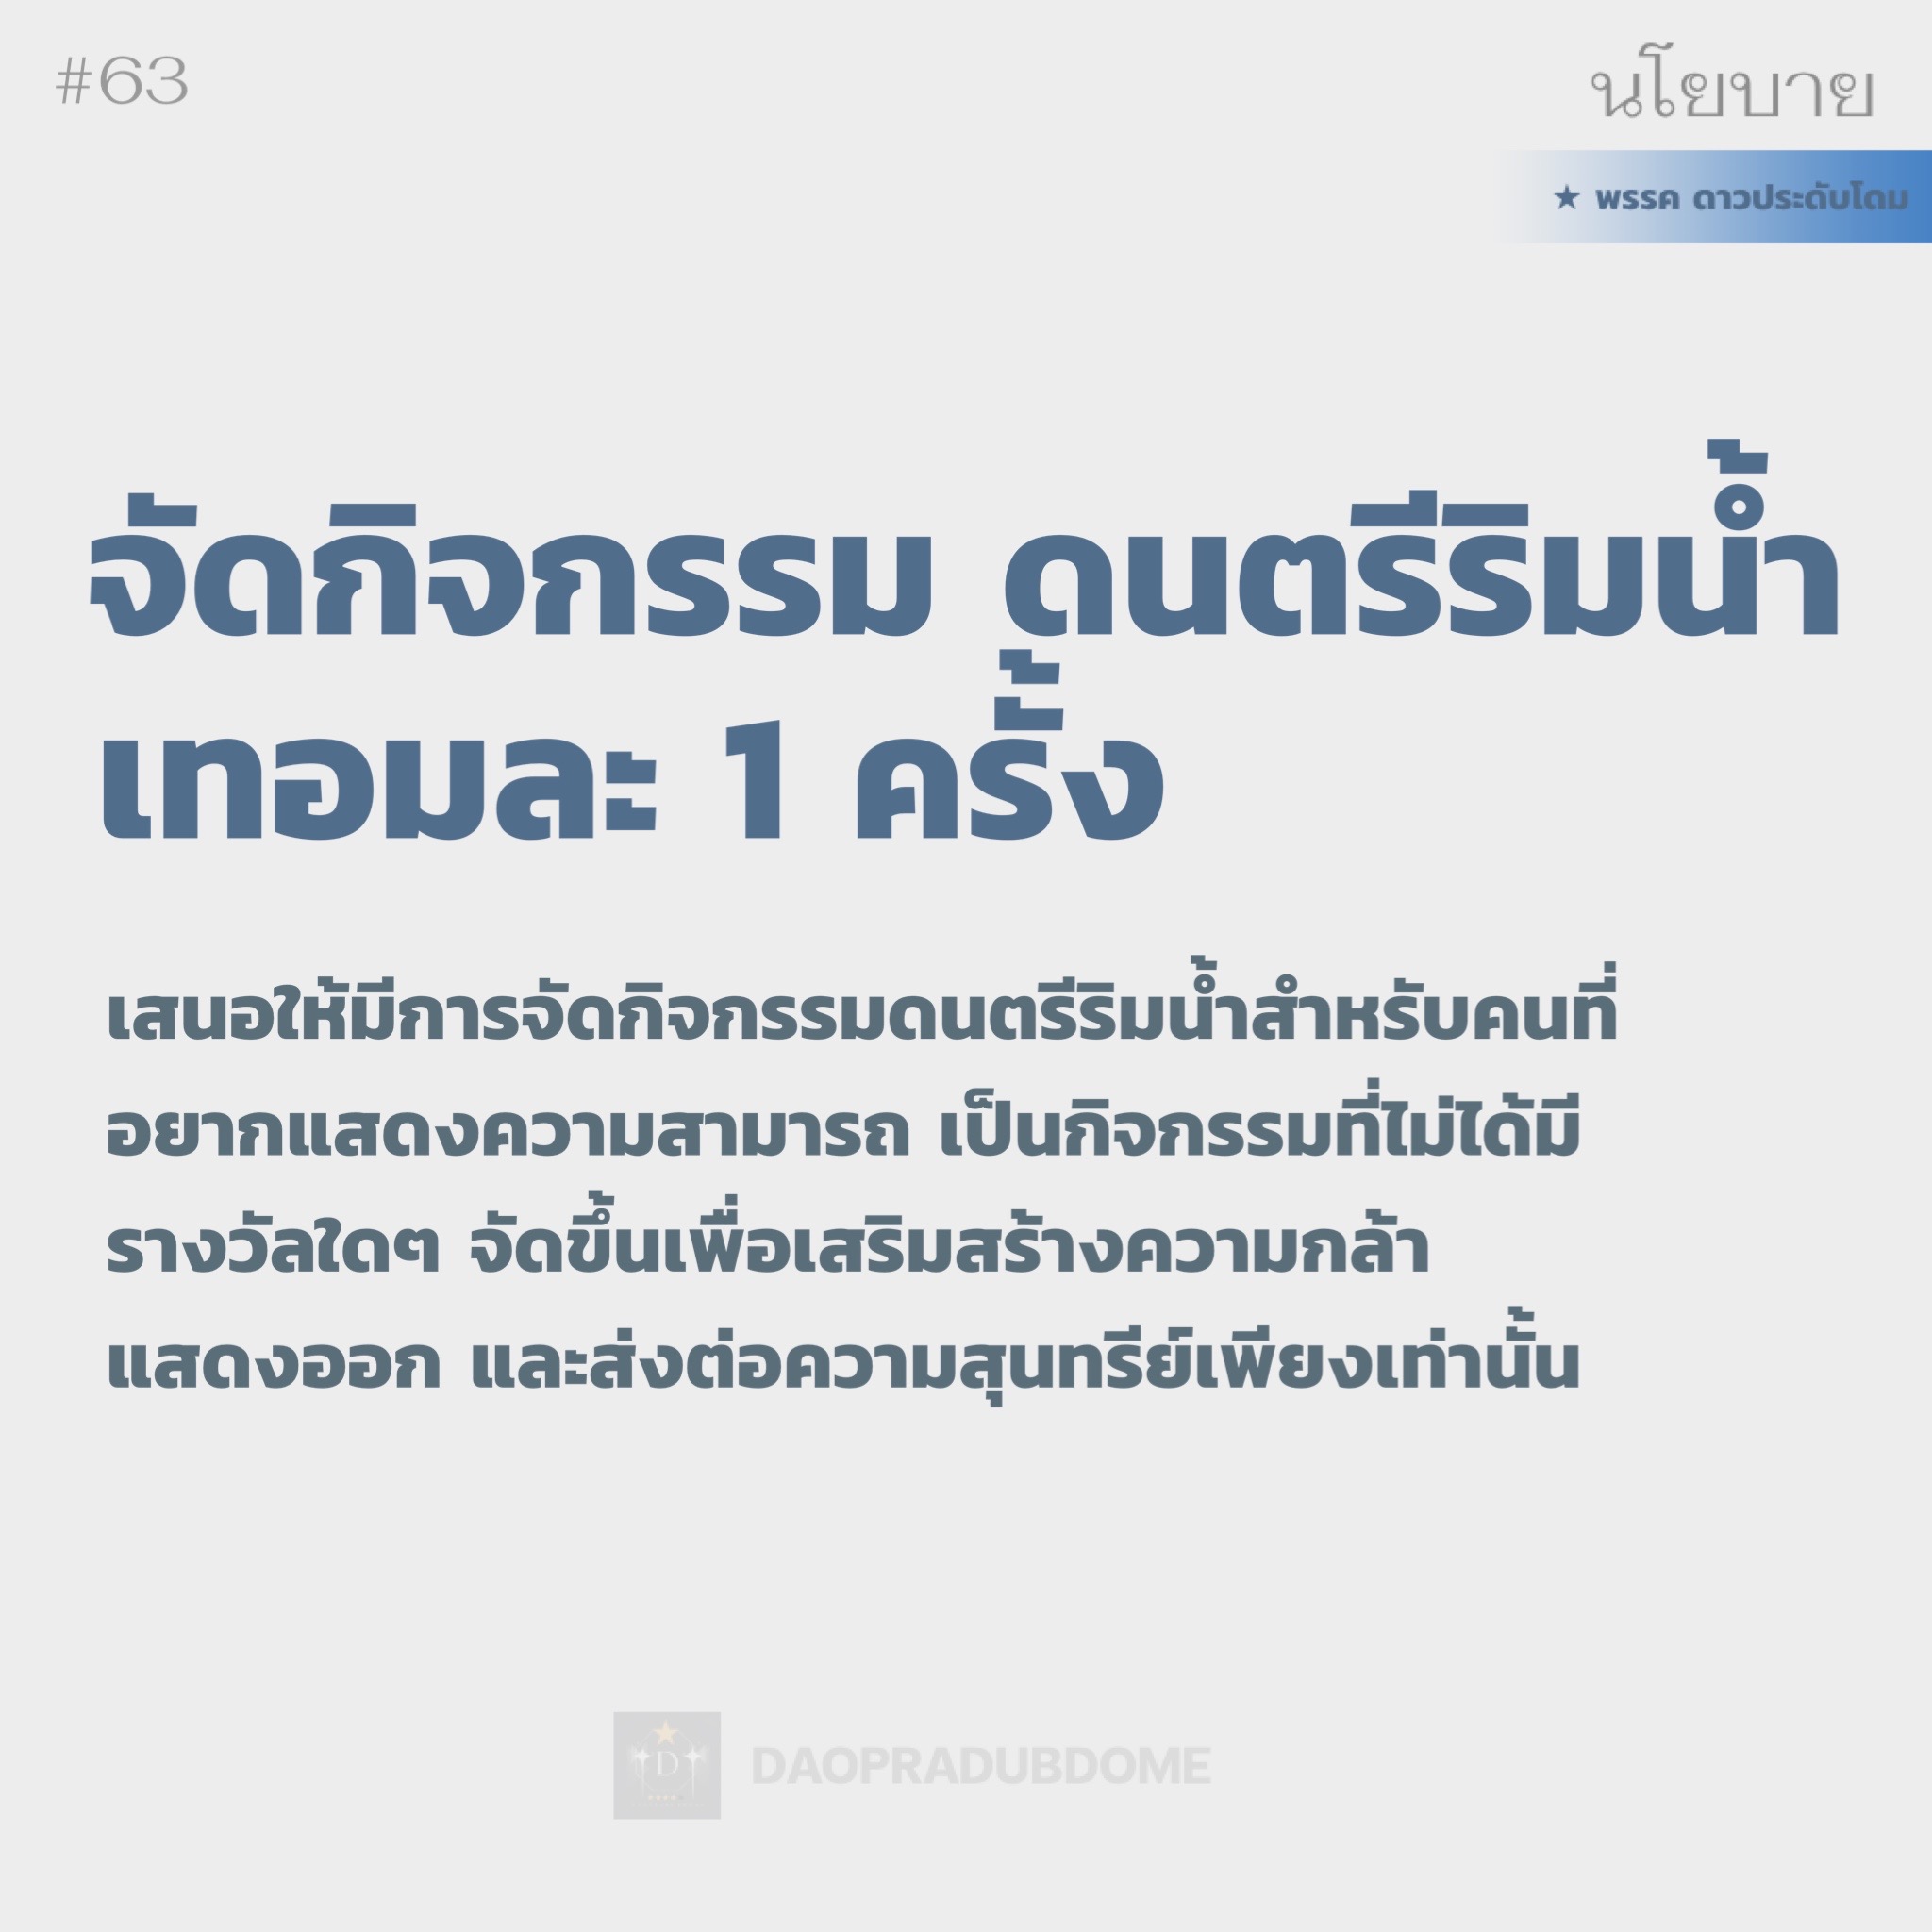 #63
นโยบาย
★ พรรค ดาวประดับโดม
จัดกิจกรรม ดนตรีริมน้ำ
เทอมละ 1 ครั้ง
เสนอให้มีการจัดกิจกรรมดนตรีริมน้ำสำหรับคนที่
อยากแสดงความสามารถ เป็นกิจกรรมที่ไม่ได้มี
รางวัลใดๆ จัดขึ้นเพื่อเสริมสร้างความกล้า
แสดงออก และส่งต่อความสุนทรีย์เพียงเท่านั้น
D
DAOPRADUBDOME